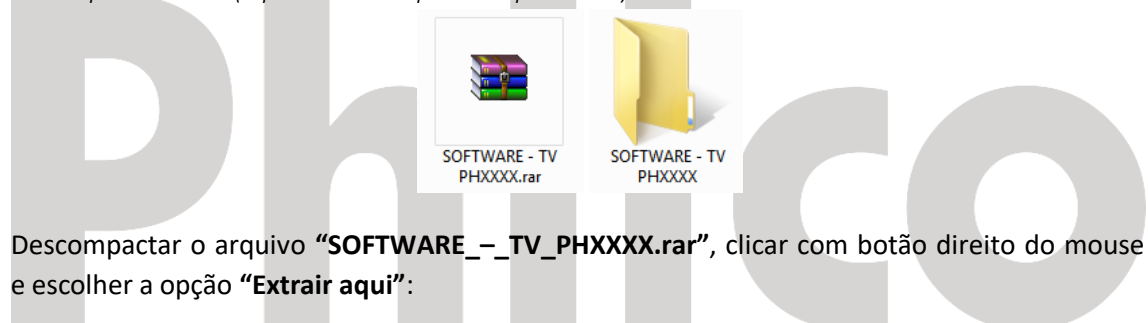 Philco
SOFTWARE - TV
PHXXXX.rar
SOFTWARE - TV
PHXXXX
Descompactar o arquivo “SOFTWARE_–_TV_PHXXXX.rar”, clicar com botão direito do mouse
e escolher a opção “Extrair aqui”: